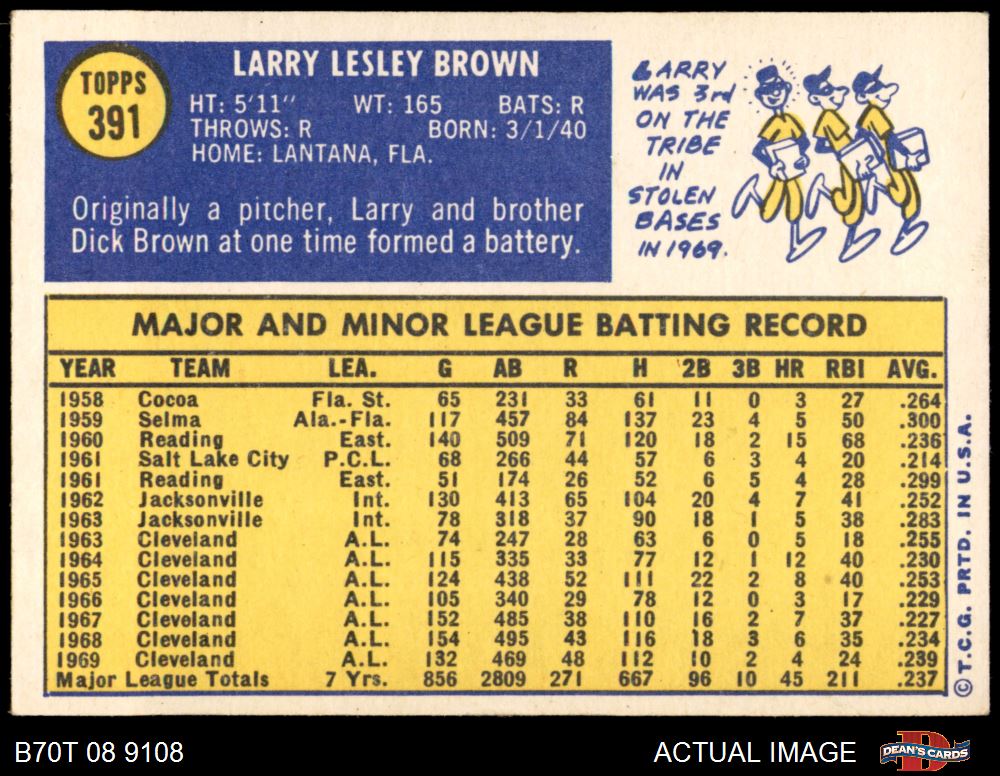 TOPPS
391
LARRY LESLEY BROWN
HT: 5'11" WT: 165 BATS: R
THROWS: R BORN: 3/1/40
HOME: LANTANA, FLA.
Originally a pitcher, Larry and brother
Dick Brown at one time formed a battery.
LARRY
WAS 3rd
ON THE
TRIBE
IN
STOLEN
BASES
IN 1969.
MAJOR AND MINOR LEAGUE BATTING RECORD
YEAR TEAM LEA. G AB R H 2B 3B HR RBI AVG.
1958 Cocoa Fla. St. 65 231 33 61 11 0 3 27 .264
1959 Selma Ala.-Fla. 117 457 84 137 23 4 5 50 .300
1960 Reading East. 140 509 71 120 18 2 15 68 .236
1961 Salt Lake City P.C.L. 68 266 44 57 6 3 4 20 .214
1961 Reading East. 51 174 26 52 6 5 4 28 .299
1962 Jacksonville Int. 130 413 65 104 20 4 7 41 .252
1963 Jacksonville Int. 78 318 37 90 18 1 5 38 .283
1963 Cleveland A.L. 74 247 28 63 6 0 5 18 .255
1964 Cleveland A.L. 115 335 33 77 12 1 12 40 .230
1965 Cleveland A.L. 124 438 52 111 22 2 8 40 .253
1966 Cleveland A.L. 105 340 29 78 12 0 3 17 .229
1967 Cleveland A.L. 152 485 38 110 16 2 7 37 .227
1968 Cleveland A.L. 154 495 43 116 18 3 6 35 .234
1969 Cleveland A.L. 132 469 48 112 10 2 4 24 .239
Major League Totals 7 Yrs. 856 2809 271 667 96 10 45 211 .237
© T.C.G. PRTD. IN U.S.A.
B70T 08 9108
ACTUAL IMAGE
D
DEAN'S CARDS